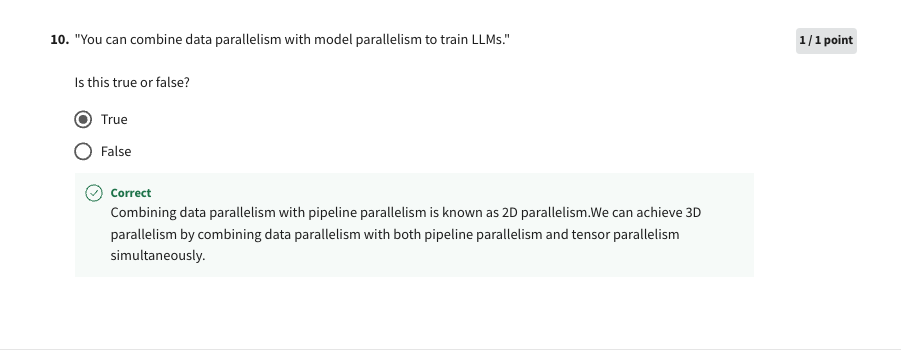 10. "You can combine data parallelism with model parallelism to train LLMs."
1 / 1 point
Is this true or false?
True
False
Correct
Combining data parallelism with pipeline parallelism is known as 2D parallelism.We can achieve 3D
parallelism by combining data parallelism with both pipeline parallelism and tensor parallelism
simultaneously.